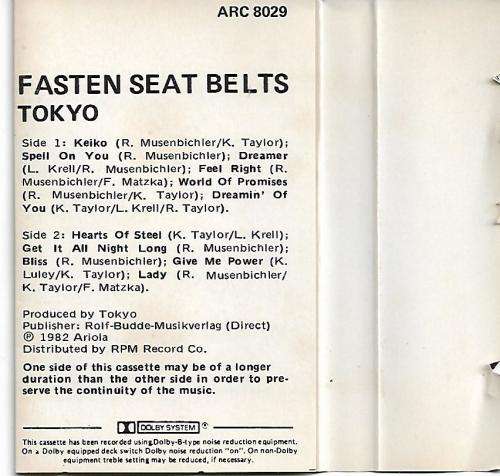 ARC 8029
FASTEN SEAT BELTS
TOKYO
Side 1: Keiko (R. Musenbichler/K. Taylor);
Spell On You (R. Musenbichler); Dreamer
(L. Krell/R. Musenbichler); Feel Right (R.
Musenbichler/F. Matzka); World Of Promises
(R. Musenbichler/K. Taylor); Dreamin' Of
You (K. Taylor/L. Krell/R. Taylor).
Side 2: Hearts Of Steel (K. Taylor/L. Krell);
Get It All Night Long (R. Musenbichler);
Bliss (R. Musenbichler); Give Me Power (K.
Luley/K. Taylor); Lady (R. Musenbichler/
K. Taylor/F. Matzka).
Produced by Tokyo
Publisher: Rolf-Budde-Musikverlag (Direct)
℗ 1982 Ariola
Distributed by RPM Record Co.
One side of this cassette may be of a longer
duration than the other side in order to pre-
serve the continuity of the music.
DOLBY SYSTEM ®
This cassette has been recorded using Dolby-B-type noise reduction equipment.
On a Dolby equipped deck switch Dolby noise reduction "on". On non-Dolby
equipment treble setting may be reduced, if necessary.